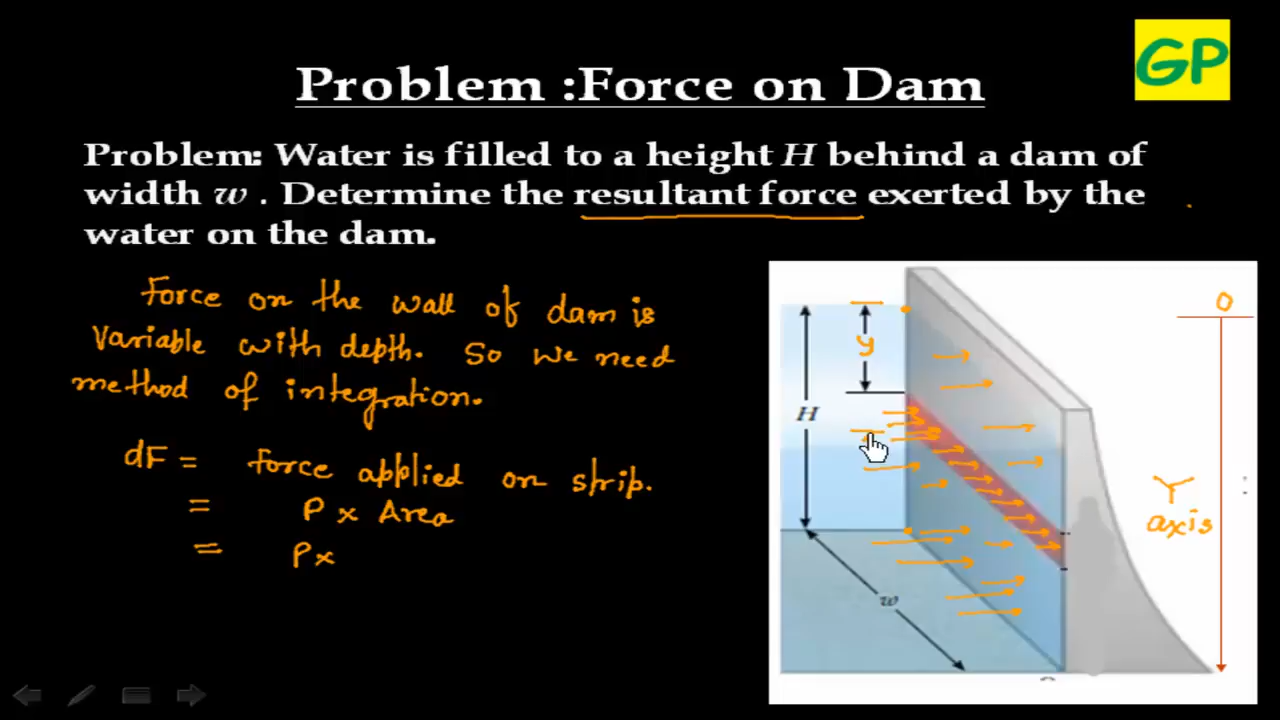 GP
Problem :Force on Dam
Problem: Water is filled to a height H behind a dam of
width w . Determine the resultant force exerted by the
water on the dam.
Force on the wall of dam is
Variable with depth. So we need
method of integration.
dF = Force applied on strip.
= P x Area
= P x
y
H
w
O
Y
axis